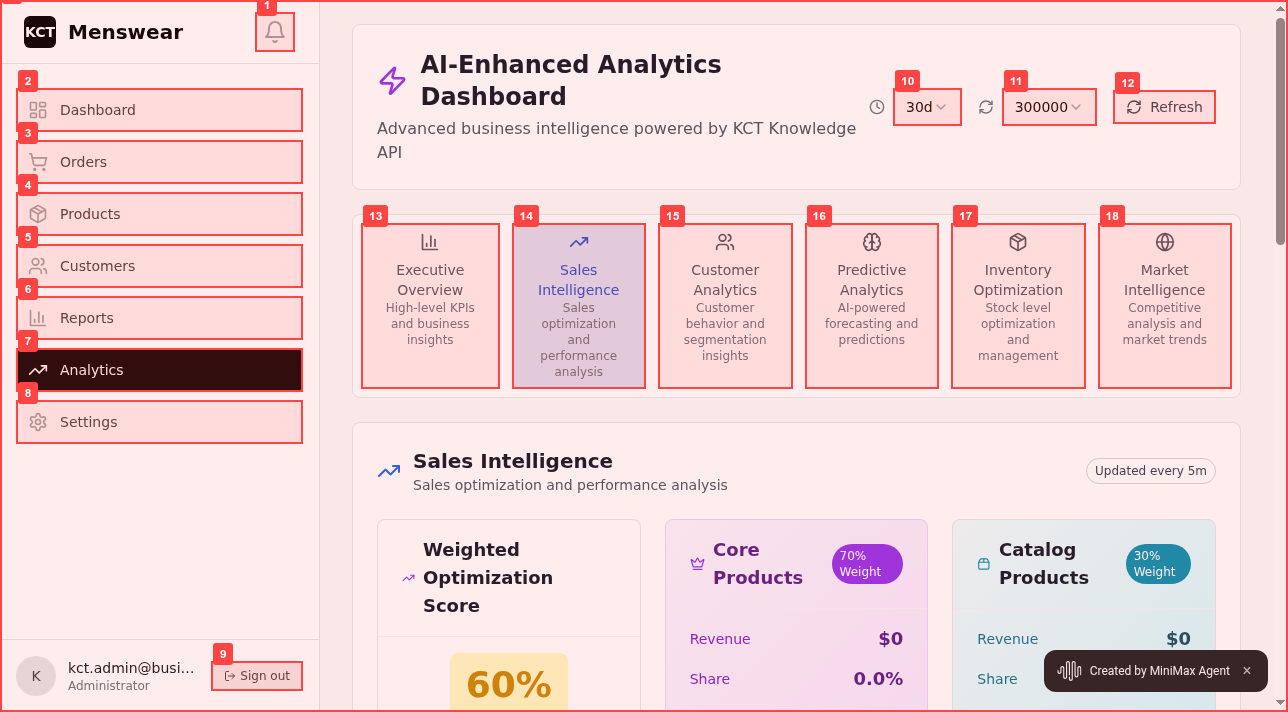 KCT Menswear
1
2
Dashboard
3
Orders
4
Products
5
Customers
6
Reports
7
Analytics
8
Settings
K
kct.admin@busi...
Administrator
9
Sign out
AI-Enhanced Analytics
Dashboard
Advanced business intelligence powered by KCT Knowledge
API
10
30d
11
300000
12
Refresh
13
Executive
Overview
High-level KPIs
and business
insights
14
Sales
Intelligence
Sales
optimization
and
performance
analysis
15
Customer
Analytics
Customer
behavior and
segmentation
insights
16
Predictive
Analytics
AI-powered
forecasting and
predictions
17
Inventory
Optimization
Stock level
optimization
and
management
18
Market
Intelligence
Competitive
analysis and
market trends
Sales Intelligence
Sales optimization and performance analysis
Updated every 5m
Weighted
Optimization
Score
60%
Core
Products
70%
Weight
Revenue $0
Share 0.0%
Catalog
Products
30%
Weight
Revenue $0
Share
Created by MiniMax Agent ×